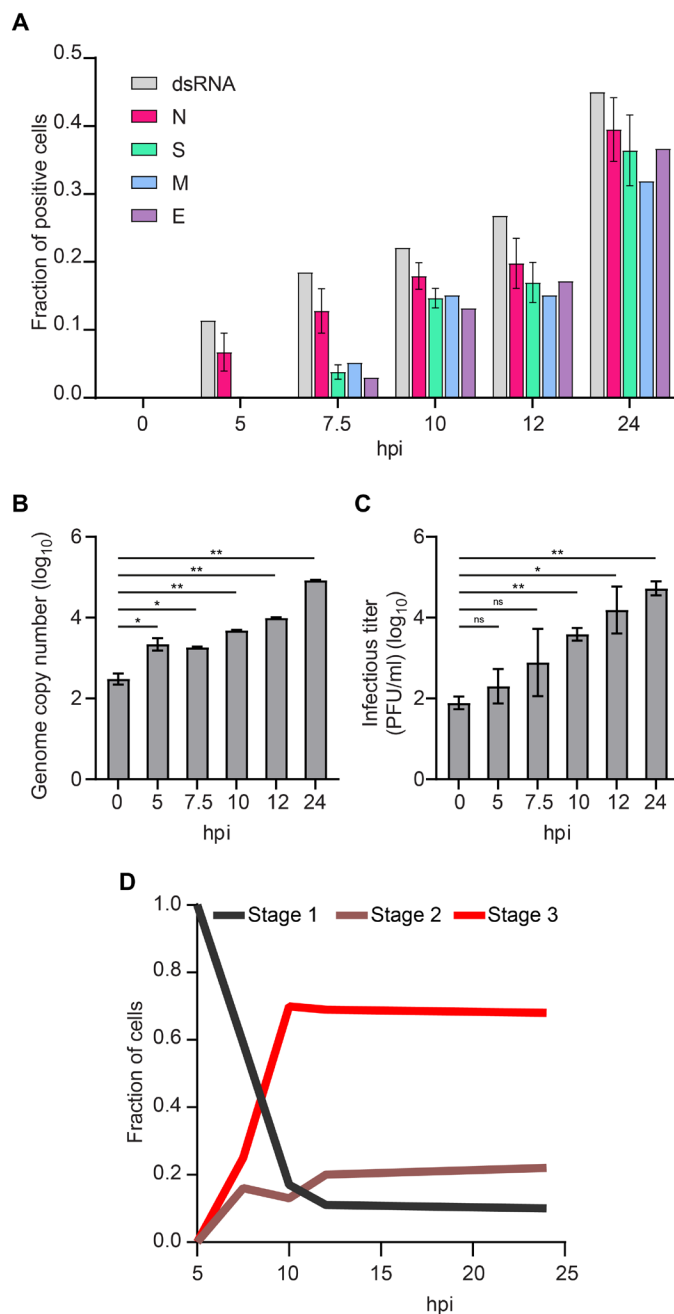 A
Fraction of positive cells
0.5
0.4
0.3
0.2
0.1
0.0
dsRNA
N
S
M
E
0 5 7.5 10 12 24
hpi
B
Genome copy number (log10)
6
4
2
0
**
**
**
*
*
0 5 7.5 10 12 24
hpi
C
Infectious titer
(PFU/ml) (log10)
6
4
2
0
**
*
**
ns
ns
0 5 7.5 10 12 24
hpi
D
Fraction of cells
1.0
0.8
0.6
0.4
0.2
0.0
Stage 1 Stage 2 Stage 3
5 10 15 20 25
hpi